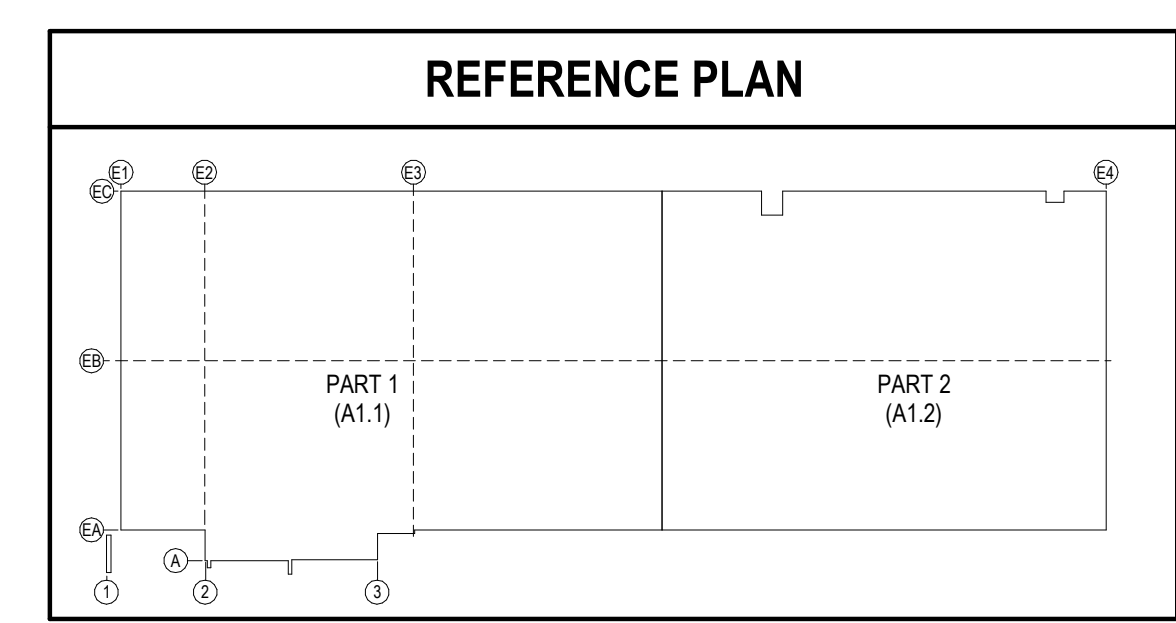 REFERENCE PLAN
E1 E2 E3 E4
EC
EB
PART 1
(A1.1)
PART 2
(A1.2)
EA
A
1 2 3